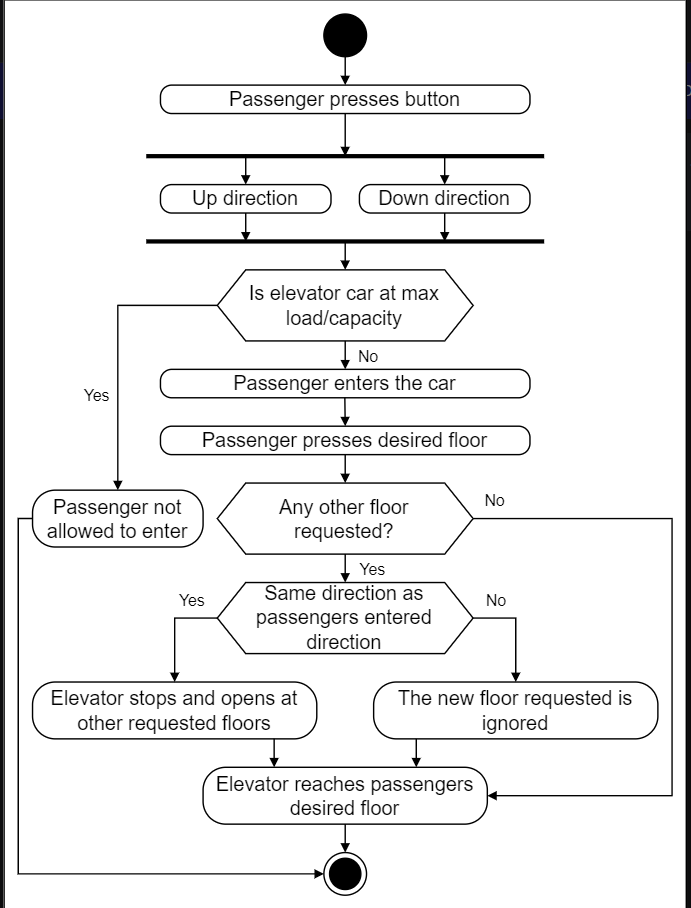 Passenger presses button
Up direction
Down direction
Is elevator car at max
load/capacity
No
Passenger enters the car
Yes
Passenger presses desired floor
Passenger not
allowed to enter
Any other floor
requested?
No
Yes
Same direction as
passengers entered
direction
Yes
No
Elevator stops and opens at
other requested floors
The new floor requested is
ignored
Elevator reaches passengers
desired floor